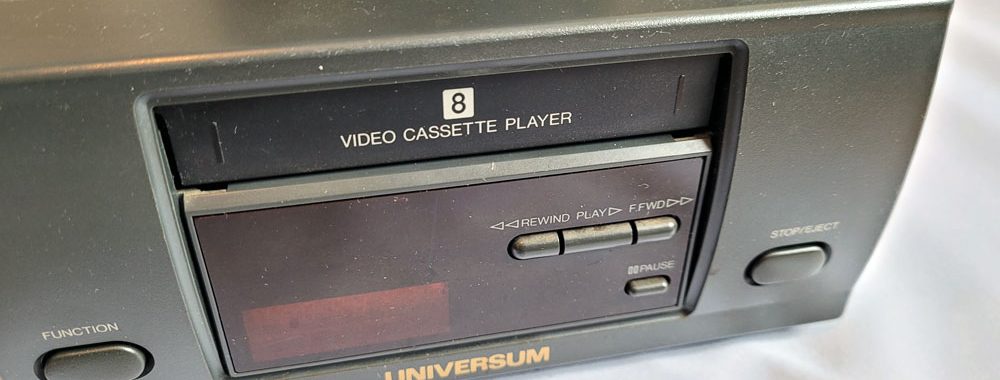 8
VIDEO CASSETTE PLAYER
◁◁REWIND PLAY▷ F.FWD▷▷
STOP/EJECT
▯▯PAUSE
FUNCTION
UNIVERSUM